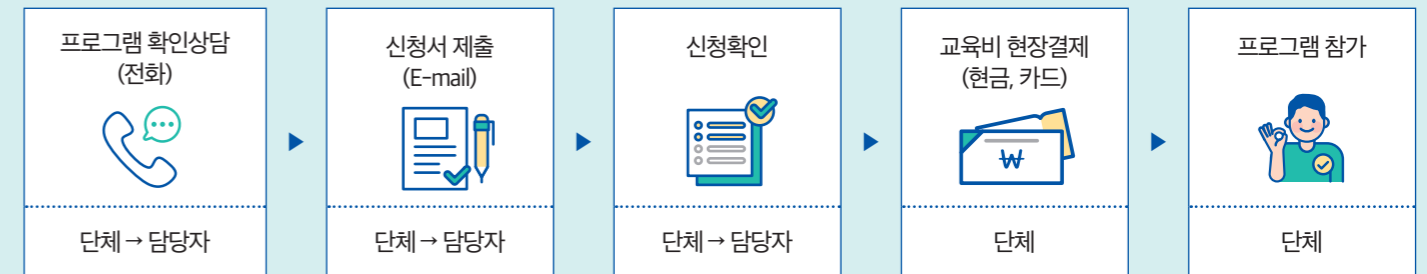 프로그램 확인상담
(전화)
단체 → 담당자
신청서 제출
(E-mail)
단체 → 담당자
신청확인
단체 → 담당자
교육비 현장결제
(현금, 카드)
₩
단체
프로그램 참가
단체